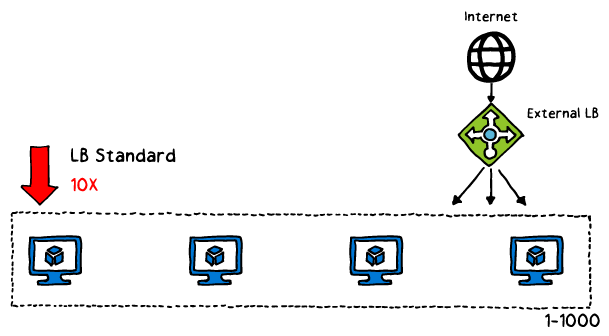 Internet
External LB
LB Standard
10X
1-1000